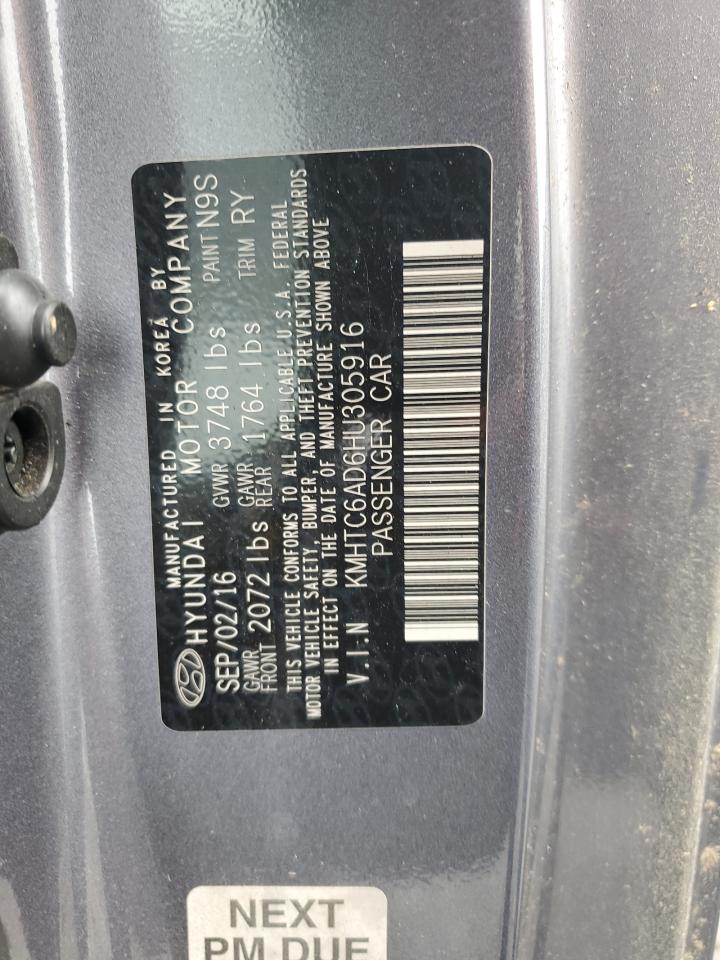 MANUFACTURED IN KOREA BY
HYUNDAI MOTOR COMPANY
SEP/02/16 GVWR 3748 lbs PAINT N9S
GAWR FRONT 2072 lbs GAWR REAR 1764 lbs TRIM RY
THIS VEHICLE CONFORMS TO ALL APPLICABLE U.S.A. FEDERAL
MOTOR VEHICLE SAFETY, BUMPER, AND THEFT PREVENTION STANDARDS
IN EFFECT ON THE DATE OF MANUFACTURE SHOWN ABOVE
V.I.N KMHTC6AD6HU305916
PASSENGER CAR
NEXT
PM DUE